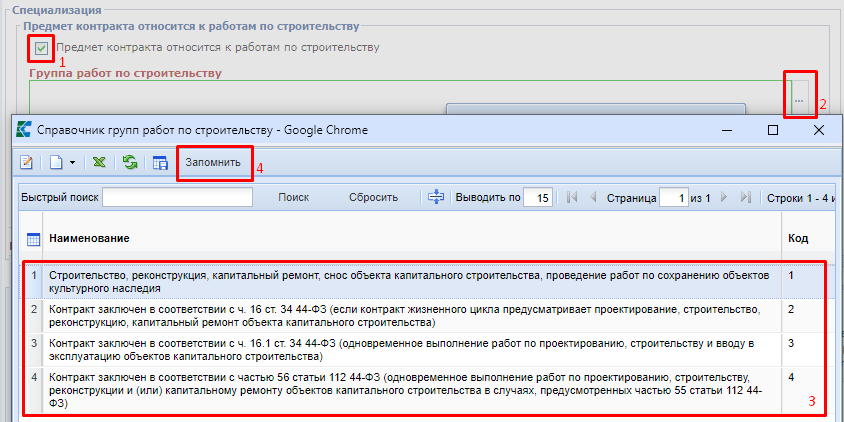 Специализация
Предмет контракта относится к работам по строительству
Предмет контракта относится к работам по строительству
1
Группа работ по строительству
...
2
Справочник групп работ по строительству - Google Chrome
Запомнить
4
Быстрый поиск Поиск Сбросить Выводить по 15 Страница 1 из 1 Строки 1 - 4 и
Наименование Код
1 Строительство, реконструкция, капитальный ремонт, снос объекта капитального строительства, проведение работ по сохранению объектов 1
культурного наследия
2 Контракт заключен в соответствии с ч. 16 ст. 34 44-ФЗ (если контракт жизненного цикла предусматривает проектирование, строительство, 2
реконструкцию, капитальный ремонт объекта капитального строительства)
3 Контракт заключен в соответствии с ч. 16.1 ст. 34 44-ФЗ (одновременное выполнение работ по проектированию, строительству и вводу в 3
эксплуатацию объектов капитального строительства)
4 Контракт заключен в соответствии с частью 56 статьи 112 44-ФЗ (одновременное выполнение работ по проектированию, строительству, 4
реконструкции и (или) капитальному ремонту объектов капитального строительства в случаях, предусмотренных частью 55 статьи 112 44-
ФЗ)
3